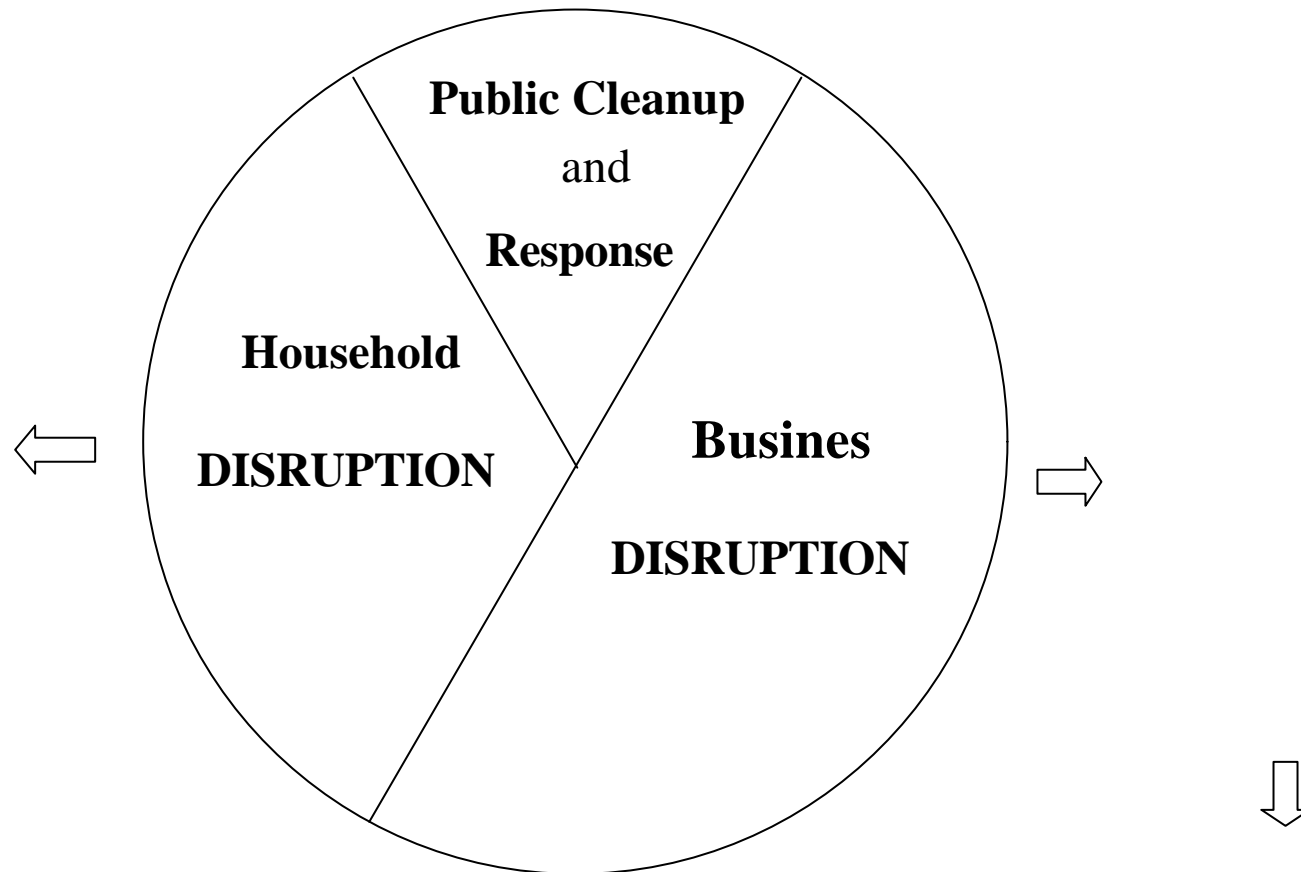 Public Cleanup
and
Response
Household
DISRUPTION
Busines
DISRUPTION